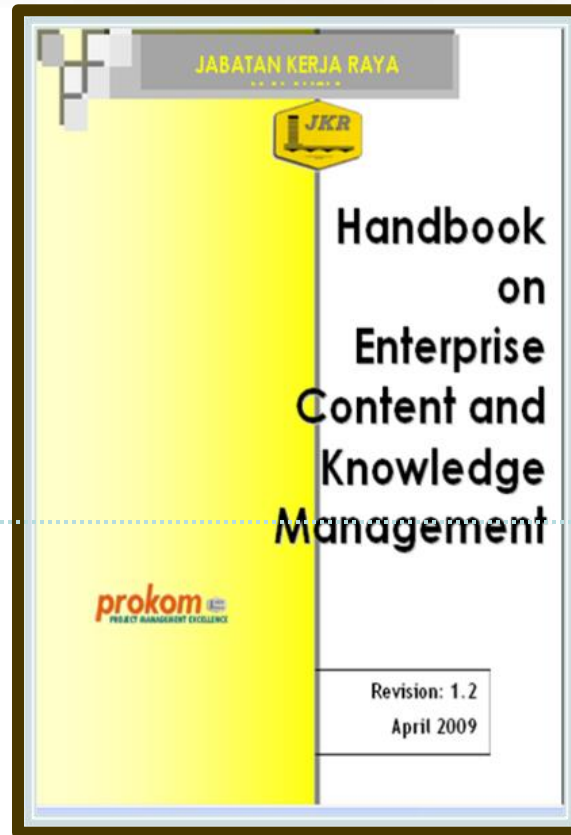 JABATAN KERJA RAYA
JKR
Handbook
on
Enterprise
Content and
Knowledge
Management
prokom
PROJECT MANAGEMENT EXCELLENCE
Revision: 1.2
April 2009